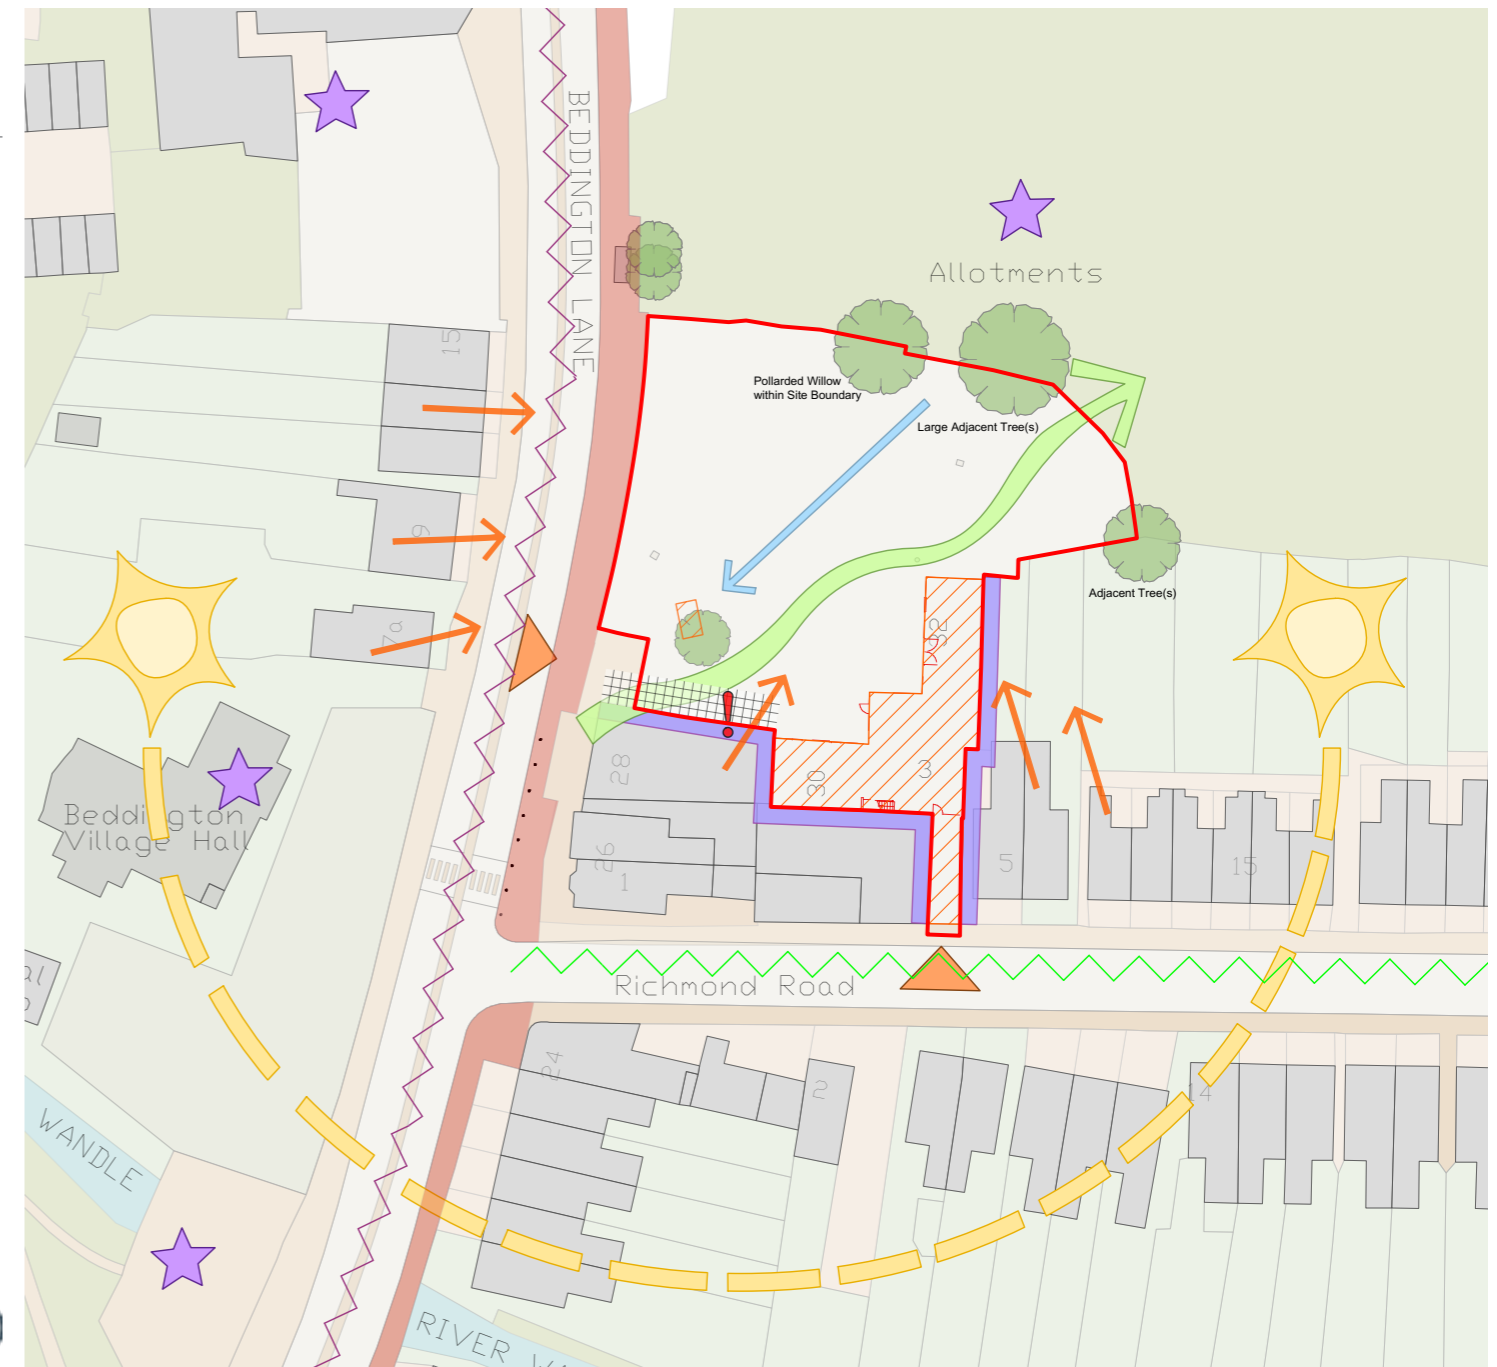 BEDDINGTON LANE
Allotments
15
Pollarded Willow
within Site Boundary
Large Adjacent Tree(s)
9
Adjacent Tree(s)
7a
32
28
30
3
Beddington
Village Hall
26
1
5
15
Richmond Road
24
2
14
WANDLE
RIVER WA